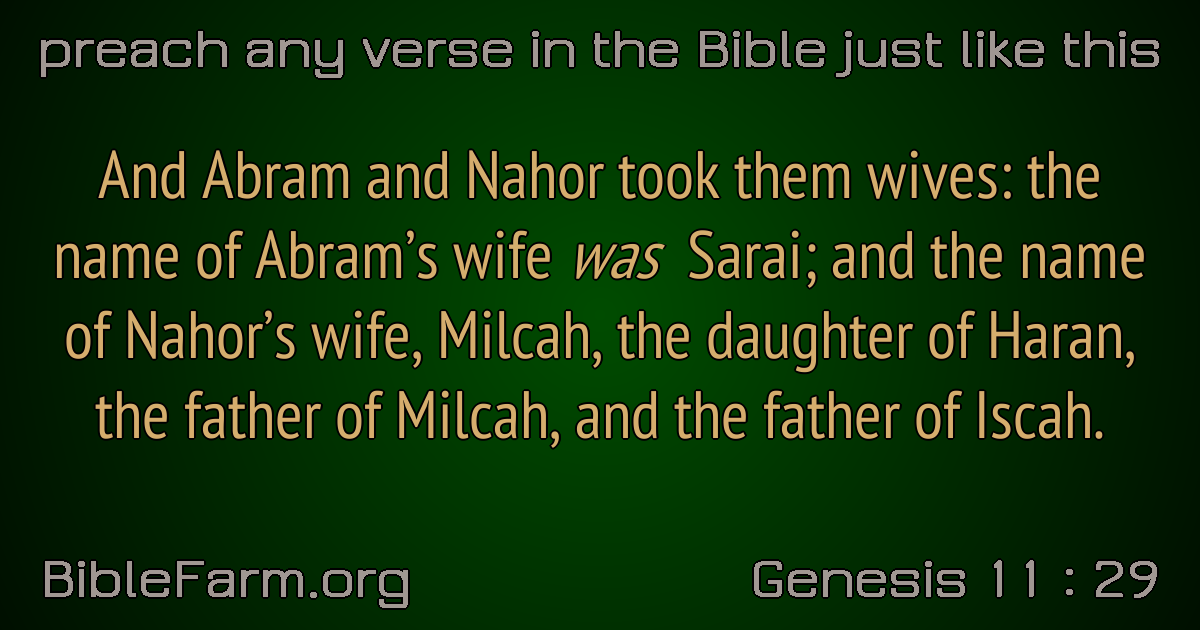 preach any verse in the Bible just like this
And Abram and Nahor took them wives: the
name of Abram’s wife was Sarai; and the name
of Nahor’s wife, Milcah, the daughter of Haran,
the father of Milcah, and the father of Iscah.
BibleFarm.org
Genesis 11 : 29